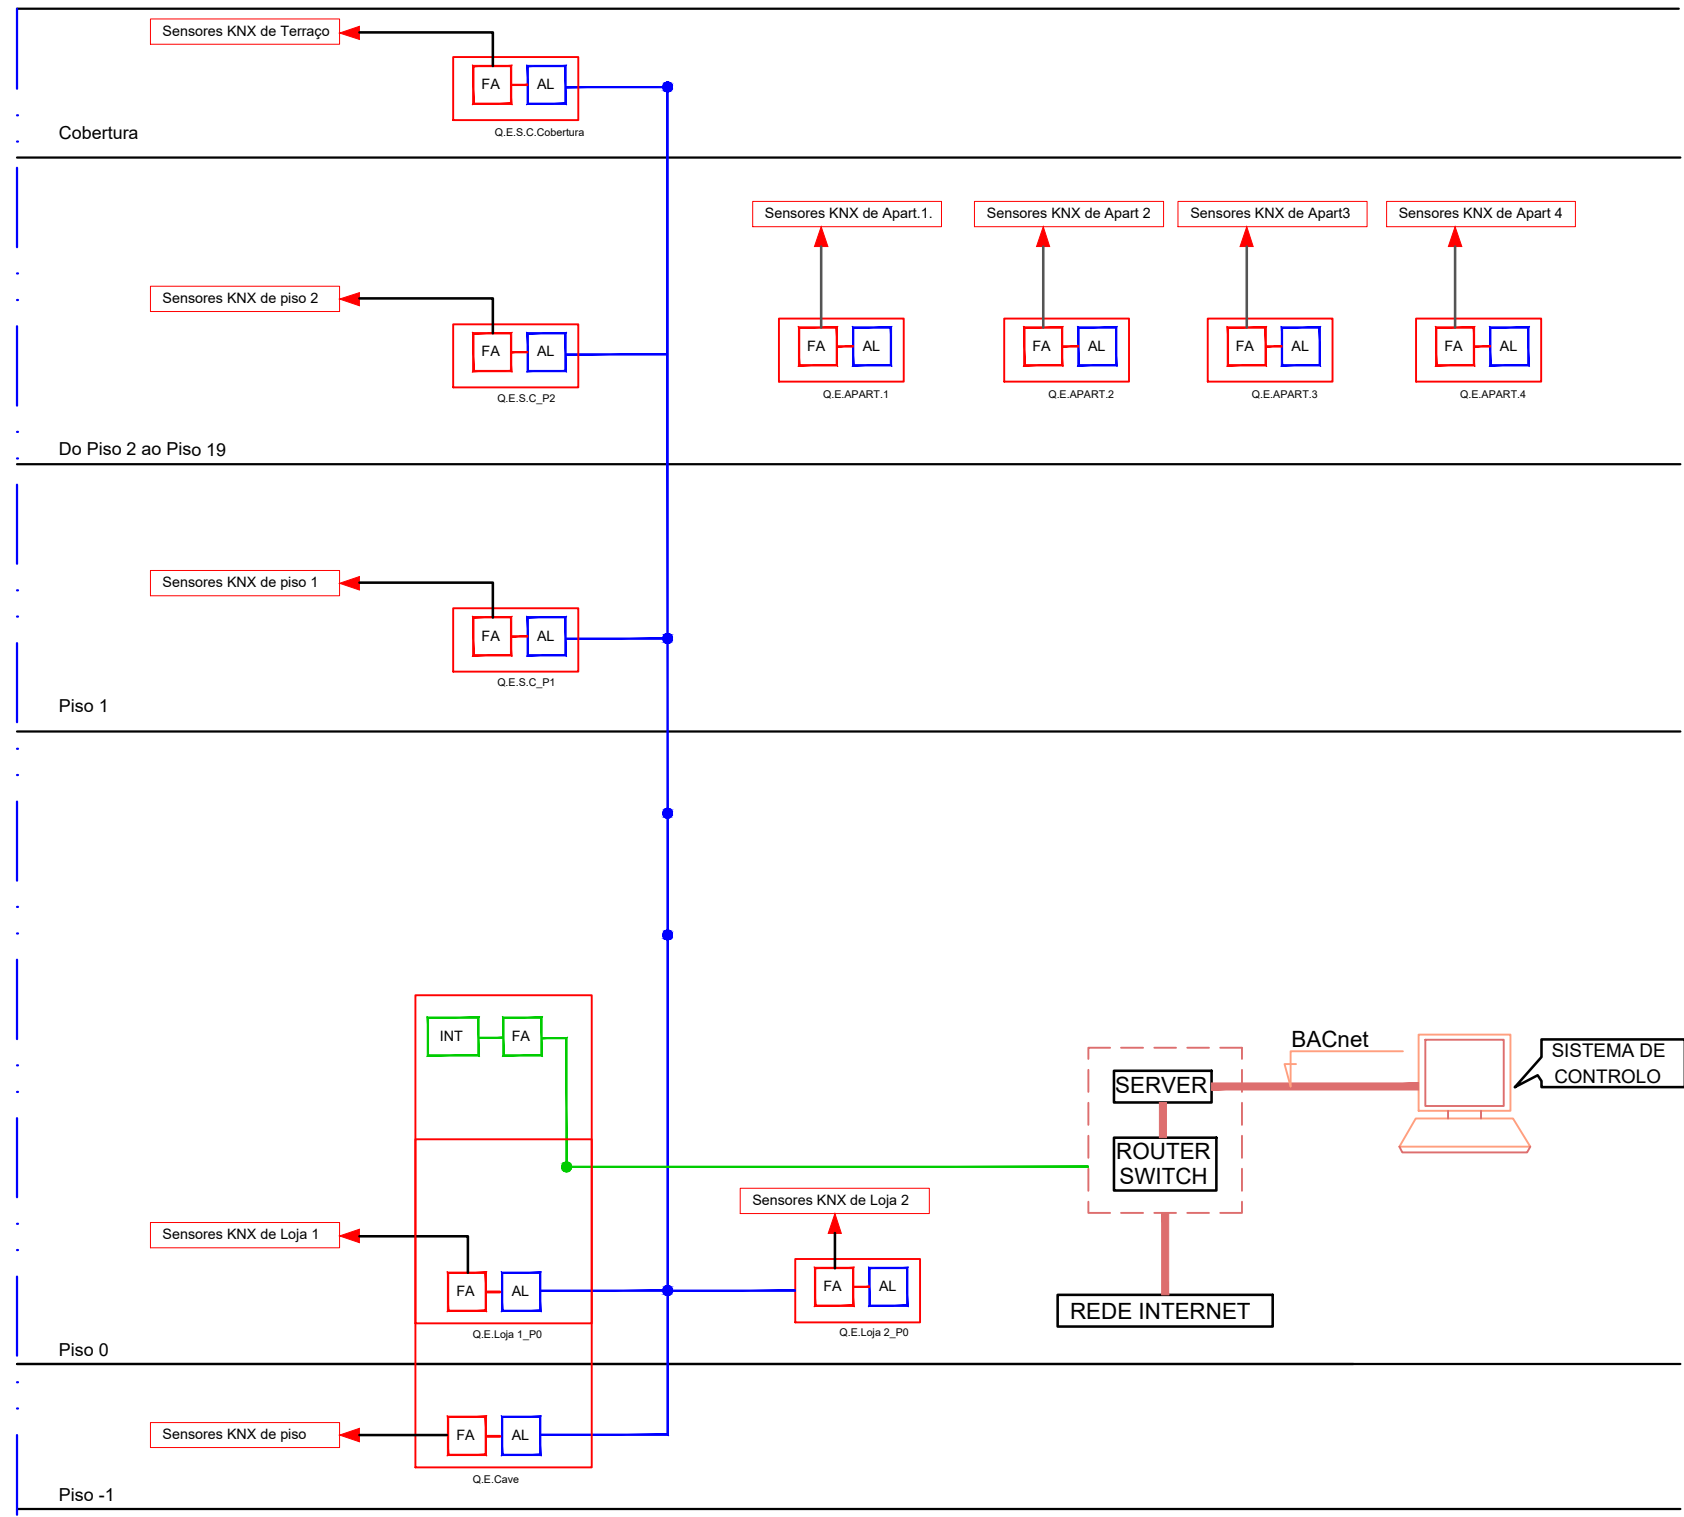 Sensores KNX de Terraço
FA
AL
Q.E.S.C.Cobertura
Cobertura
Sensores KNX de Apart.1.
Sensores KNX de Apart 2
Sensores KNX de Apart3
Sensores KNX de Apart 4
Sensores KNX de piso 2
FA
AL
Q.E.S.C_P2
FA
AL
Q.E.APART.1
FA
AL
Q.E.APART.2
FA
AL
Q.E.APART.3
FA
AL
Q.E.APART.4
Do Piso 2 ao Piso 19
Sensores KNX de piso 1
FA
AL
Q.E.S.C_P1
Piso 1
INT
FA
BACnet
SISTEMA DE
CONTROLO
SERVER
ROUTER
SWITCH
Sensores KNX de Loja 2
Sensores KNX de Loja 1
FA
AL
Q.E.Loja 1_P0
FA
AL
Q.E.Loja 2_P0
REDE INTERNET
Piso 0
Sensores KNX de piso
FA
AL
Q.E.Cave
Piso -1